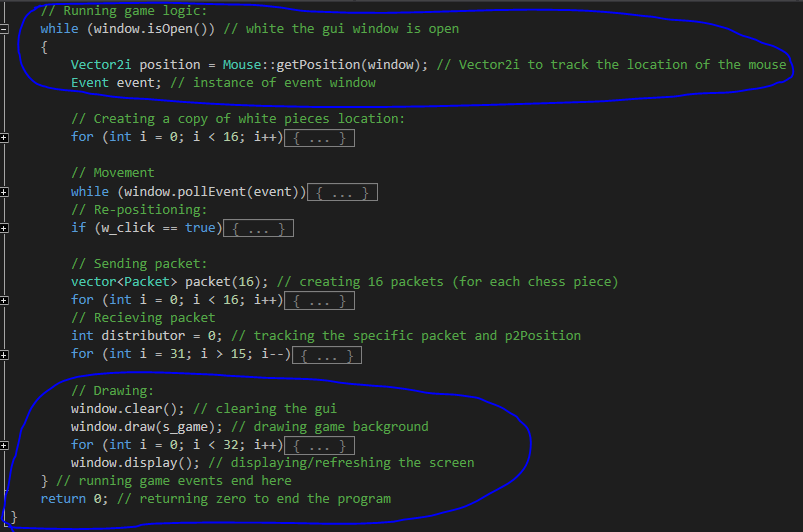 // Running game logic:
while (window.isOpen()) // white the gui window is open
{
Vector2i position = Mouse::getPosition(window); // Vector2i to track the location of the mouse
Event event; // instance of event window
// Creating a copy of white pieces location:
for (int i = 0; i < 16; i++){ ... }
// Movement
while (window.pollEvent(event)){ ... }
// Re-positioning:
if (w_click == true){ ... }
// Sending packet:
vector<Packet> packet(16); // creating 16 packets (for each chess piece)
for (int i = 0; i < 16; i++){ ... }
// Recieving packet
int distributor = 0; // tracking the specific packet and p2Position
for (int i = 31; i > 15; i--){ ... }
// Drawing:
window.clear(); // clearing the gui
window.draw(s_game); // drawing game background
for (int i = 0; i < 32; i++){ ... }
window.display(); // displaying/refreshing the screen
} // running game events end here
return 0; // returning zero to end the program
}